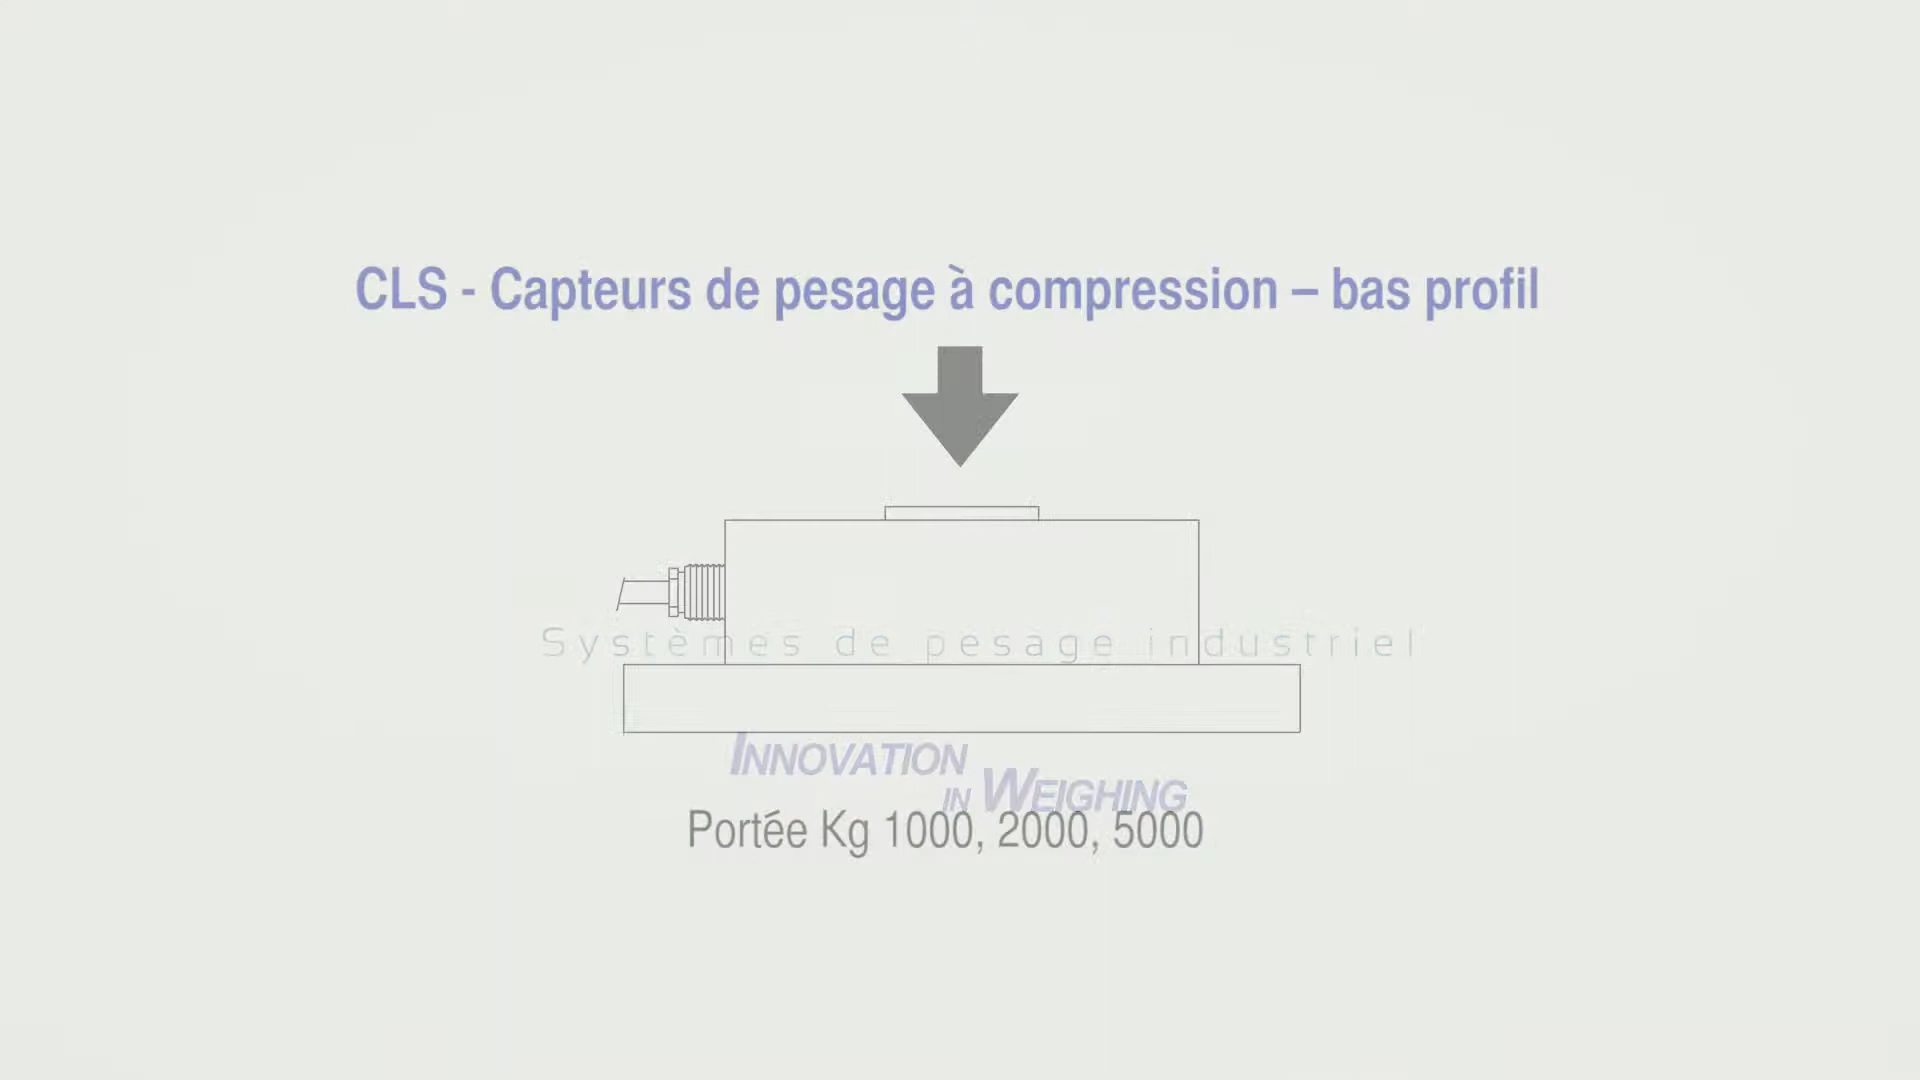 CLS - Capteurs de pesage à compression – bas profil
Systèmes de pesage industriel
INNOVATION
IN WEIGHING
Portée Kg 1000, 2000, 5000